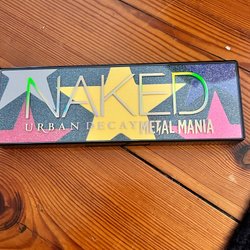 NAKED
URBAN DECAY METAL MANIA